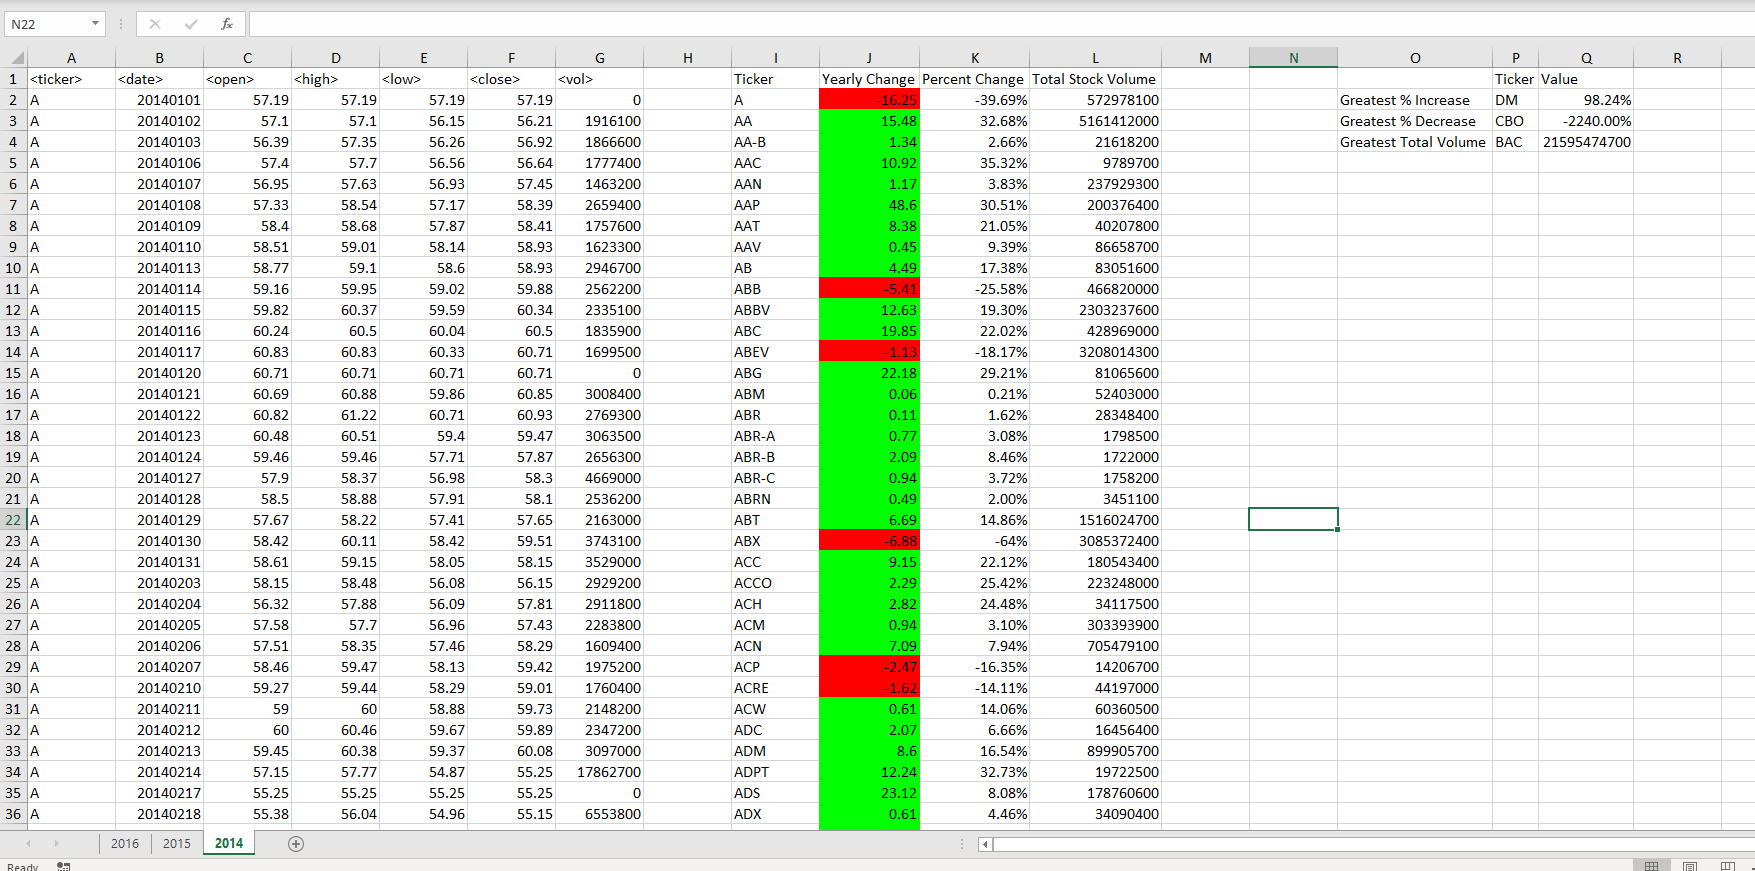 N22 fx
A B C D E F G H I J K L M N O P Q R
1 <ticker> <date> <open> <high> <low> <close> <vol> Ticker Yearly Change Percent Change Total Stock Volume Ticker Value
2 A 20140101 57.19 57.19 57.19 57.19 0 A -16.25 -39.69% 572978100 Greatest % Increase DM 98.24%
3 A 20140102 57.1 57.1 56.15 56.21 1916100 AA 15.48 32.68% 5161412000 Greatest % Decrease CBO -2240.00%
4 A 20140103 56.39 57.35 56.26 56.92 1866600 AA-B 1.34 2.66% 21618200 Greatest Total Volume BAC 21595474700
5 A 20140106 57.4 57.7 56.56 56.64 1777400 AAC 10.92 35.32% 9789700
6 A 20140107 56.95 57.63 56.93 57.45 1463200 AAN 1.17 3.83% 237929300
7 A 20140108 57.33 58.54 57.17 58.39 2659400 AAP 48.6 30.51% 200376400
8 A 20140109 58.4 58.68 57.87 58.41 1757600 AAT 8.38 21.05% 40207800
9 A 20140110 58.51 59.01 58.14 58.93 1623300 AAV 0.45 9.39% 86658700
10 A 20140113 58.77 59.1 58.6 58.93 2946700 AB 4.49 17.38% 83051600
11 A 20140114 59.16 59.95 59.02 59.88 2562200 ABB -5.41 -25.58% 466820000
12 A 20140115 59.82 60.37 59.59 60.34 2335100 ABBV 12.63 19.30% 2303237600
13 A 20140116 60.24 60.5 60.04 60.5 1835900 ABC 19.85 22.02% 428969000
14 A 20140117 60.83 60.83 60.33 60.71 1699500 ABEV -1.13 -18.17% 3208014300
15 A 20140120 60.71 60.71 60.71 60.71 0 ABG 22.18 29.21% 81065600
16 A 20140121 60.69 60.88 59.86 60.85 3008400 ABM 0.06 0.21% 52403000
17 A 20140122 60.82 61.22 60.71 60.93 2769300 ABR 0.11 1.62% 28348400
18 A 20140123 60.48 60.51 59.4 59.47 3063500 ABR-A 0.77 3.08% 1798500
19 A 20140124 59.46 59.46 57.71 57.87 2656300 ABR-B 2.09 8.46% 1722000
20 A 20140127 57.9 58.37 56.98 58.3 4669000 ABR-C 0.94 3.72% 1758200
21 A 20140128 58.5 58.88 57.91 58.1 2536200 ABRN 0.49 2.00% 3451100
22 A 20140129 57.67 58.22 57.41 57.65 2163000 ABT 6.69 14.86% 1516024700
23 A 20140130 58.42 60.11 58.42 59.51 3743100 ABX -6.88 -64% 3085372400
24 A 20140131 58.61 59.15 58.05 58.15 3529000 ACC 9.15 22.12% 180543400
25 A 20140203 58.15 58.48 56.08 56.15 2929200 ACCO 2.29 25.42% 223248000
26 A 20140204 56.32 57.88 56.09 57.81 2911800 ACH 2.82 24.48% 34117500
27 A 20140205 57.58 57.7 56.96 57.43 2283800 ACM 0.94 3.10% 303393900
28 A 20140206 57.51 58.35 57.46 58.29 1609400 ACN 7.09 7.94% 705479100
29 A 20140207 58.46 59.47 58.13 59.42 1975200 ACP -2.47 -16.35% 14206700
30 A 20140210 59.27 59.44 58.29 59.01 1760400 ACRE -1.62 -14.11% 44197000
31 A 20140211 59 60 58.88 59.73 2148200 ACW 0.61 14.06% 60360500
32 A 20140212 60 60.46 59.67 59.89 2347200 ADC 2.07 6.66% 16456400
33 A 20140213 59.45 60.38 59.37 60.08 3097000 ADM 8.6 16.54% 899905700
34 A 20140214 57.15 57.77 54.87 55.25 17862700 ADPT 12.24 32.73% 19722500
35 A 20140217 55.25 55.25 55.25 55.25 0 ADS 23.12 8.08% 178760600
36 A 20140218 55.38 56.04 54.96 55.15 6553800 ADX 0.61 4.46% 34090400
2016 2015 2014
Ready